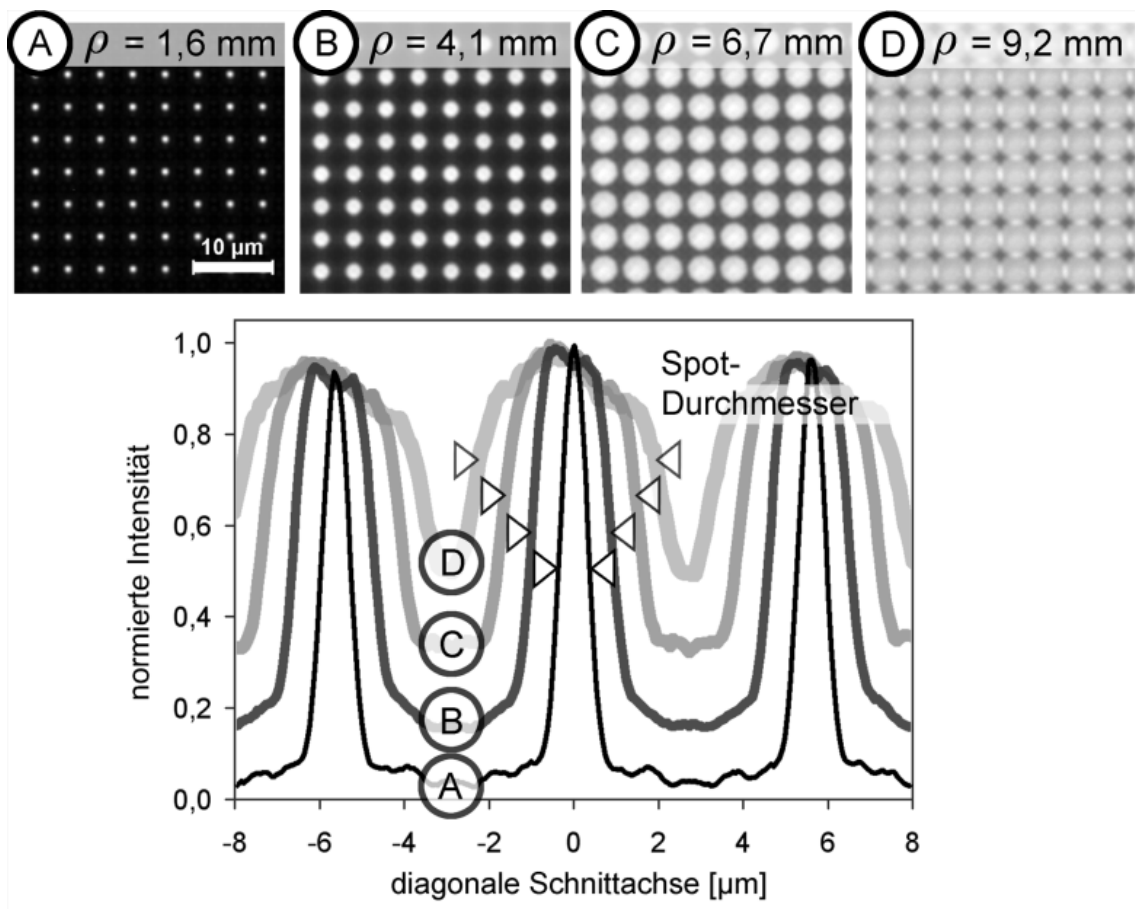 A ρ = 1,6 mm
B ρ = 4,1 mm
C ρ = 6,7 mm
D ρ = 9,2 mm
10 µm
Spot-
Durchmesser
normierte Intensität
1,0
0,8
0,6
0,4
0,2
0,0
D
C
B
A
-8 -6 -4 -2 0 2 4 6 8
diagonale Schnittachse [µm]